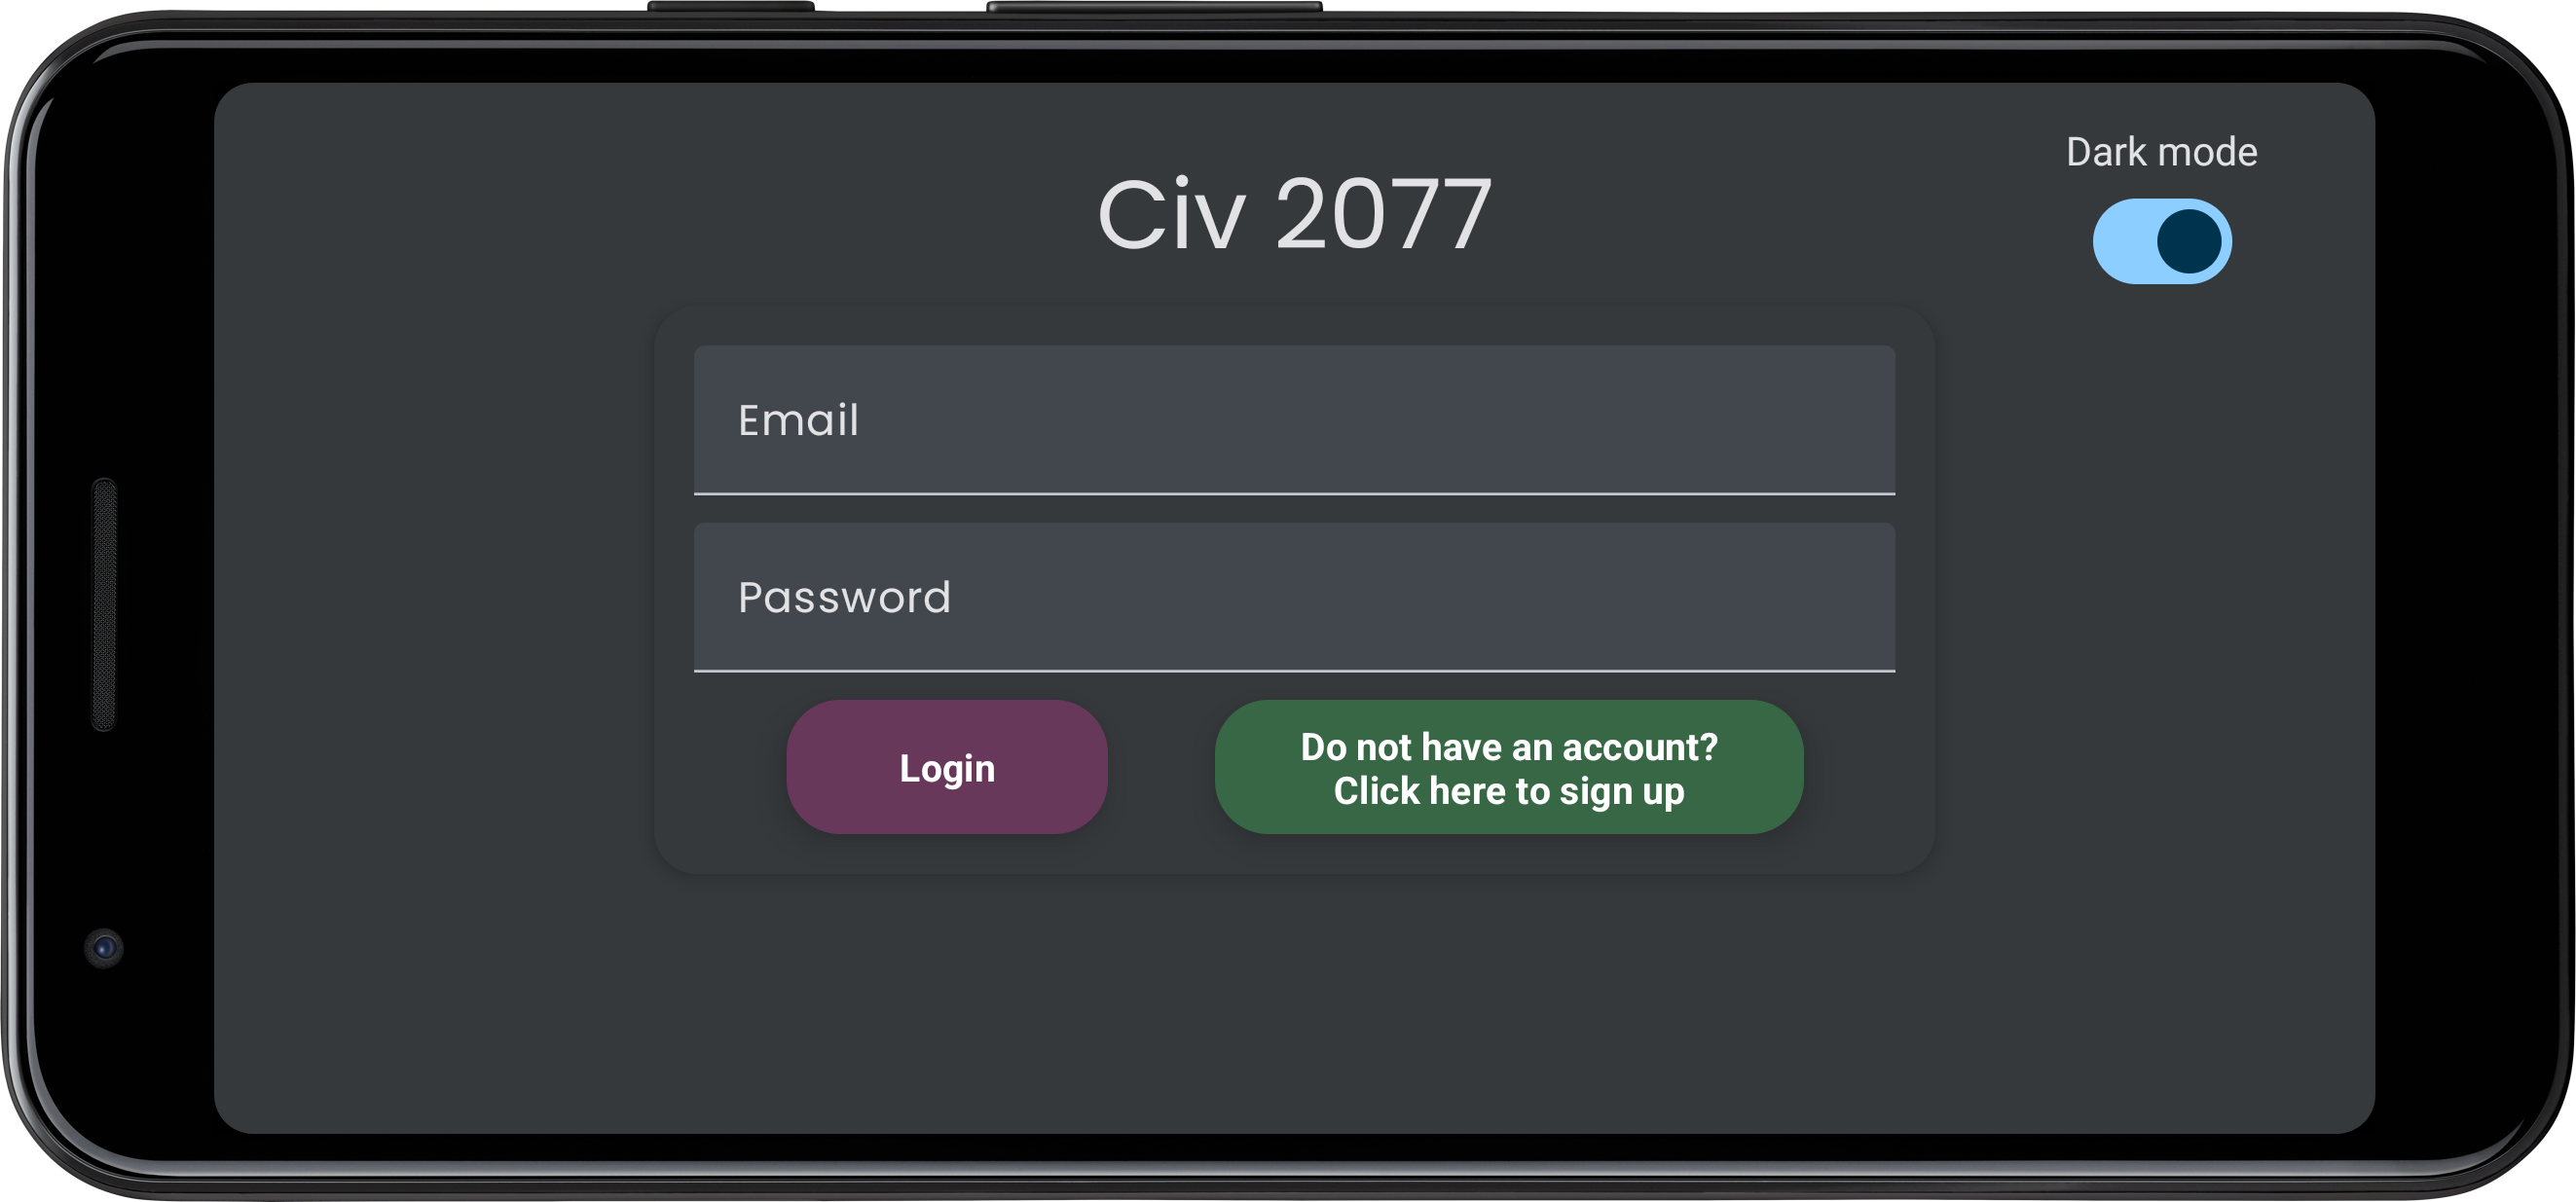 Civ 2077
Dark mode
Email
Password
Login
Do not have an account?
Click here to sign up